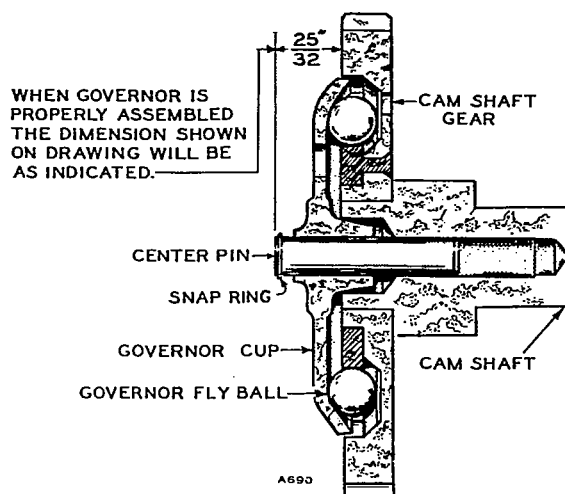 25"
32
WHEN GOVERNOR IS
PROPERLY ASSEMBLED
THE DIMENSION SHOWN
ON DRAWING WILL BE
AS INDICATED.
CAM SHAFT
GEAR
CENTER PIN
SNAP RING
GOVERNOR CUP
CAM SHAFT
GOVERNOR FLY BALL
A690